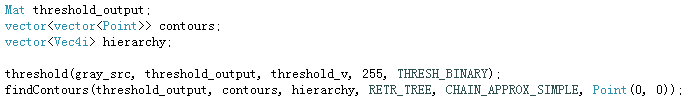 Mat threshold_output;
vector<vector<Point>> contours;
vector<Vec4i> hierarchy;
threshold(gray_src, threshold_output, threshold_v, 255, THRESH_BINARY);
findContours(threshold_output, contours, hierarchy, RETR_TREE, CHAIN_APPROX_SIMPLE, Point(0, 0));